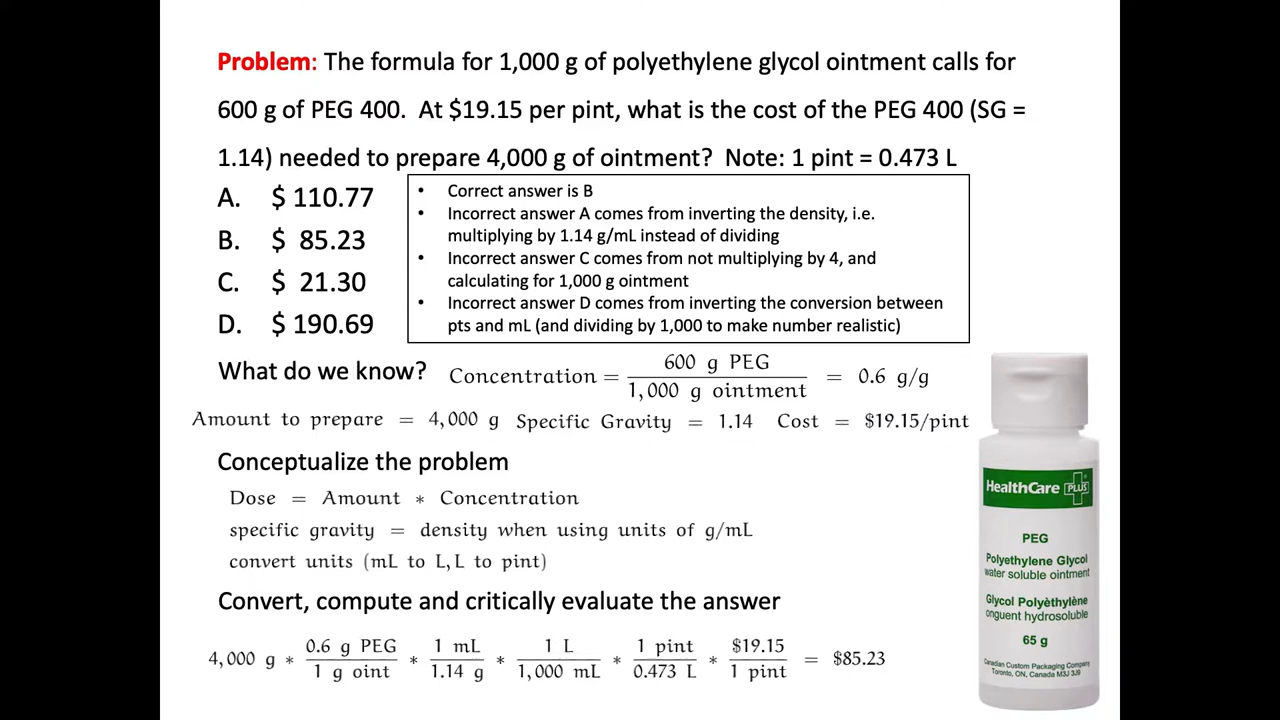 Problem: The formula for 1,000 g of polyethylene glycol ointment calls for
600 g of PEG 400. At $19.15 per pint, what is the cost of the PEG 400 (SG =
1.14) needed to prepare 4,000 g of ointment? Note: 1 pint = 0.473 L
A. $ 110.77
B. $ 85.23
C. $ 21.30
D. $ 190.69
• Correct answer is B
• Incorrect answer A comes from inverting the density, i.e.
multiplying by 1.14 g/mL instead of dividing
• Incorrect answer C comes from not multiplying by 4, and
calculating for 1,000 g ointment
• Incorrect answer D comes from inverting the conversion between
pts and mL (and dividing by 1,000 to make number realistic)
What do we know? Concentration = 600 g PEG / 1,000 g ointment = 0.6 g/g
Amount to prepare = 4,000 g Specific Gravity = 1.14 Cost = $19.15/pint
Conceptualize the problem
Dose = Amount * Concentration
specific gravity = density when using units of g/mL
convert units (mL to L, L to pint)
Convert, compute and critically evaluate the answer
4,000 g * 0.6 g PEG / 1 g oint * 1 mL / 1.14 g * 1 L / 1,000 mL * 1 pint / 0.473 L * $19.15 / 1 pint = $85.23
HealthCare PLUS
PEG
Polyethylene Glycol
water soluble ointment
Glycol Polyèthylène
onguent hydrosoluble
65 g
Canadian Custom Packaging Company
Toronto, ON, Canada M3J 3J9